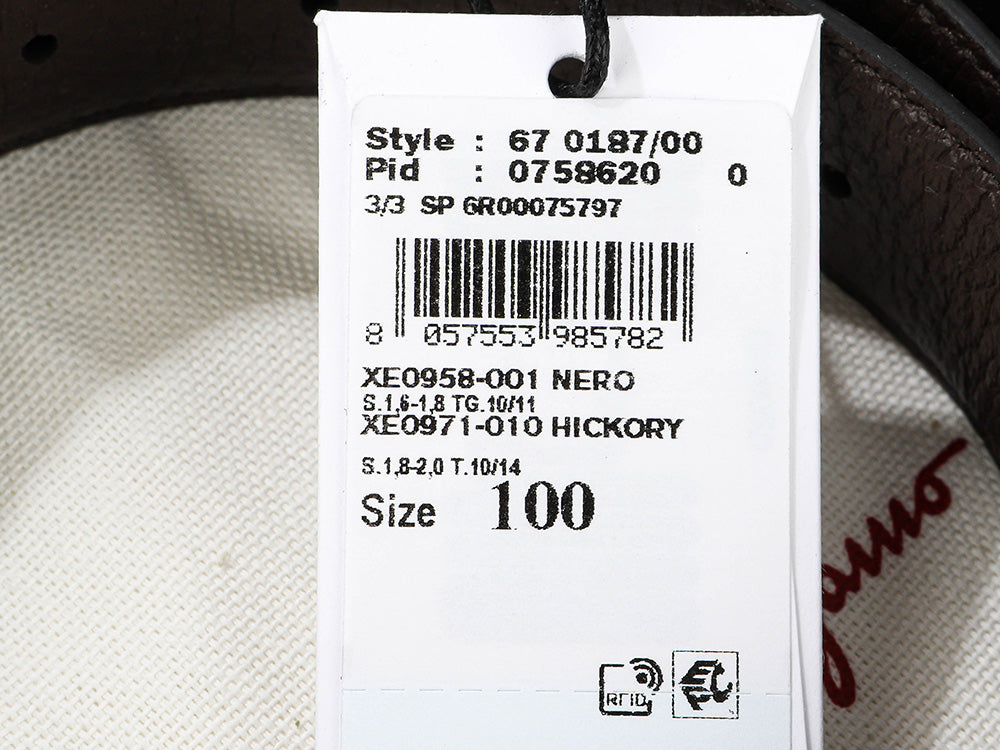 Style : 67 0187/00
Pid : 0758620 0
3/3 SP 6R00075797
8 057553 985782
XE0958-001 NERO
S.1,6-1,8 TG.10/11
XE0971-010 HICKORY
S.1,8-2,0 T.10/14
Size 100
RFID